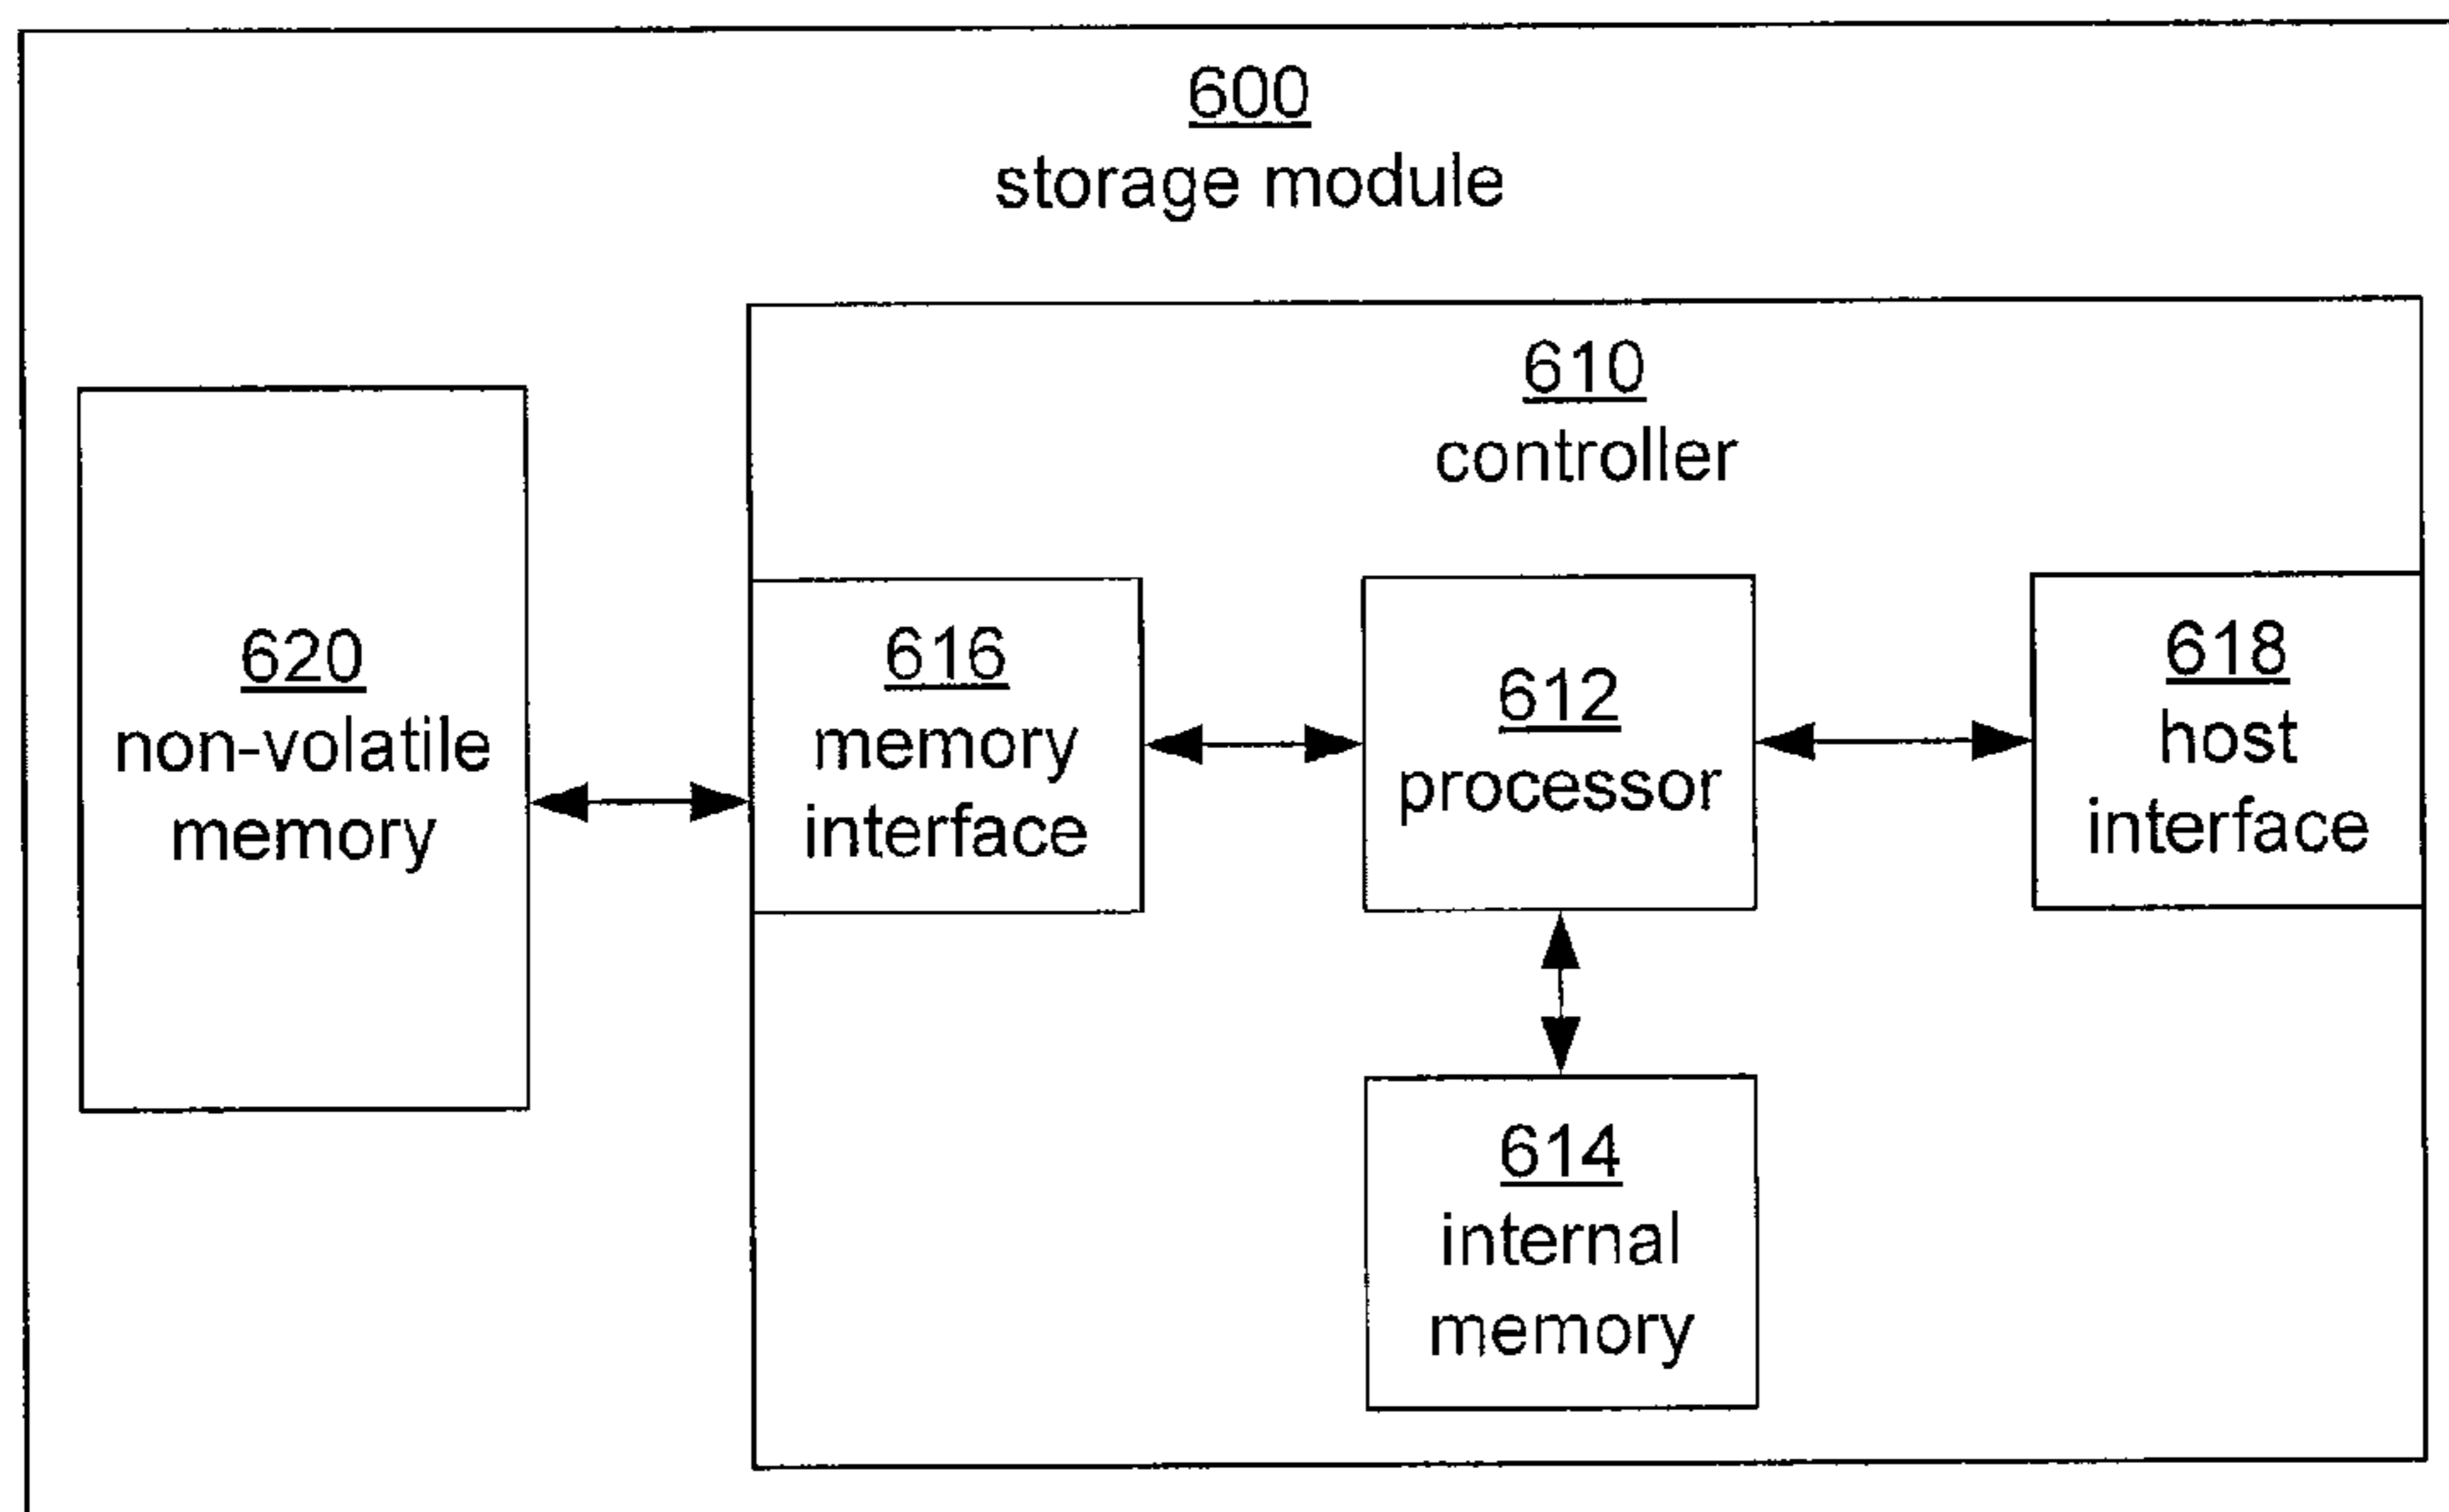 600
storage module
610
controller
620
non-volatile
memory
616
memory
interface
612
processor
618
host
interface
614
internal
memory